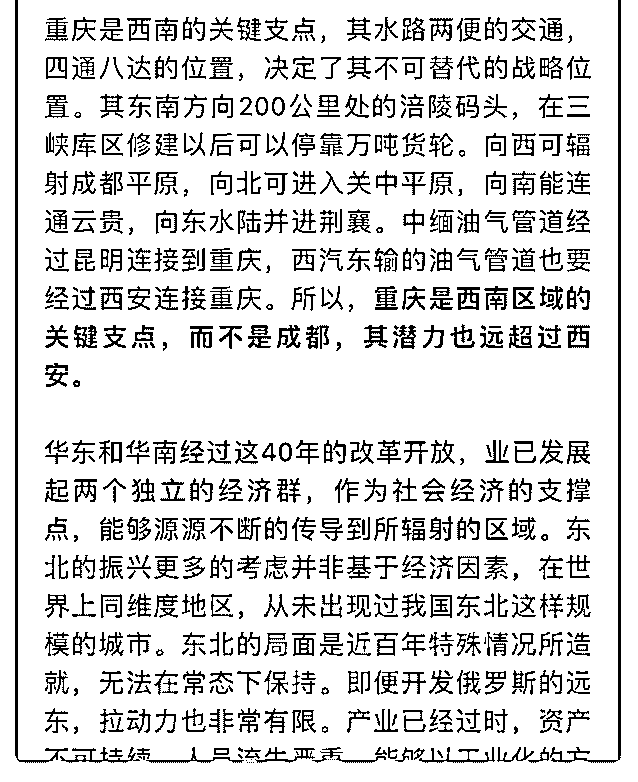 重庆是西南的关键支点，其水路两便的交通，
四通八达的位置，决定了其不可替代的战略位
置。其东南方向200公里处的涪陵码头，在三
峡库区修建以后可以停靠万吨货轮。向西可辐
射成都平原，向北可进入关中平原，向南能连
通云贵，向东水陆并进荆襄。中缅油气管道经
过昆明连接到重庆，西汽东输的油气管道也要
经过西安连接重庆。所以，重庆是西南区域的
关键支点，而不是成都，其潜力也远超过西
安。
华东和华南经过这40年的改革开放，业已发展
起两个独立的经济群，作为社会经济的支撑
点，能够源源不断的传导到所辐射的区域。东
北的振兴更多的考虑并非基于经济因素，在世
界上同维度地区，从未出现过我国东北这样规
模的城市。东北的局面是近百年特殊情况所造
就，无法在常态下保持。即便开发俄罗斯的远
东，拉动力也非常有限。产业已经过时，资产
不可持续，人员流失严重，能够以工业化的方